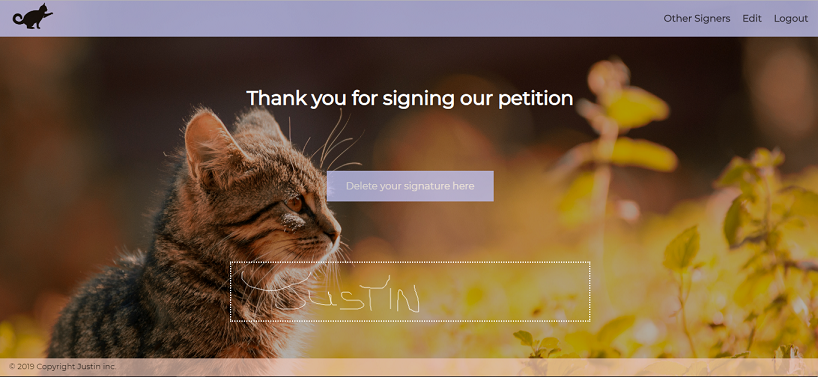 Other Signers Edit Logout
Thank you for signing our petition
Delete your signature here
JUSTIN
© 2019 Copyright Justin inc.